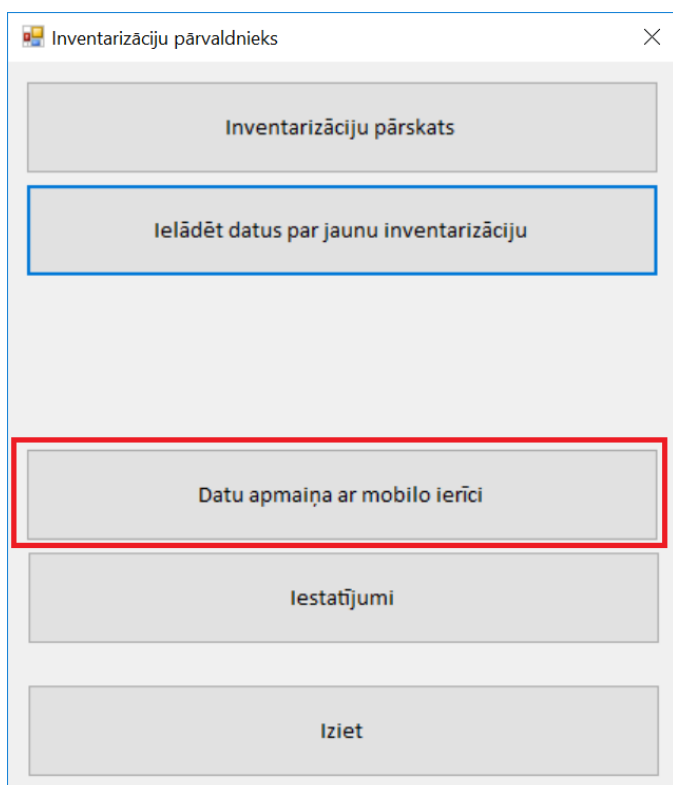 Inventarizāciju pārvaldnieks
Inventarizāciju pārskats
Ielādēt datus par jaunu inventarizāciju
Datu apmaiņa ar mobilo ierīci
Iestatījumi
Iziet